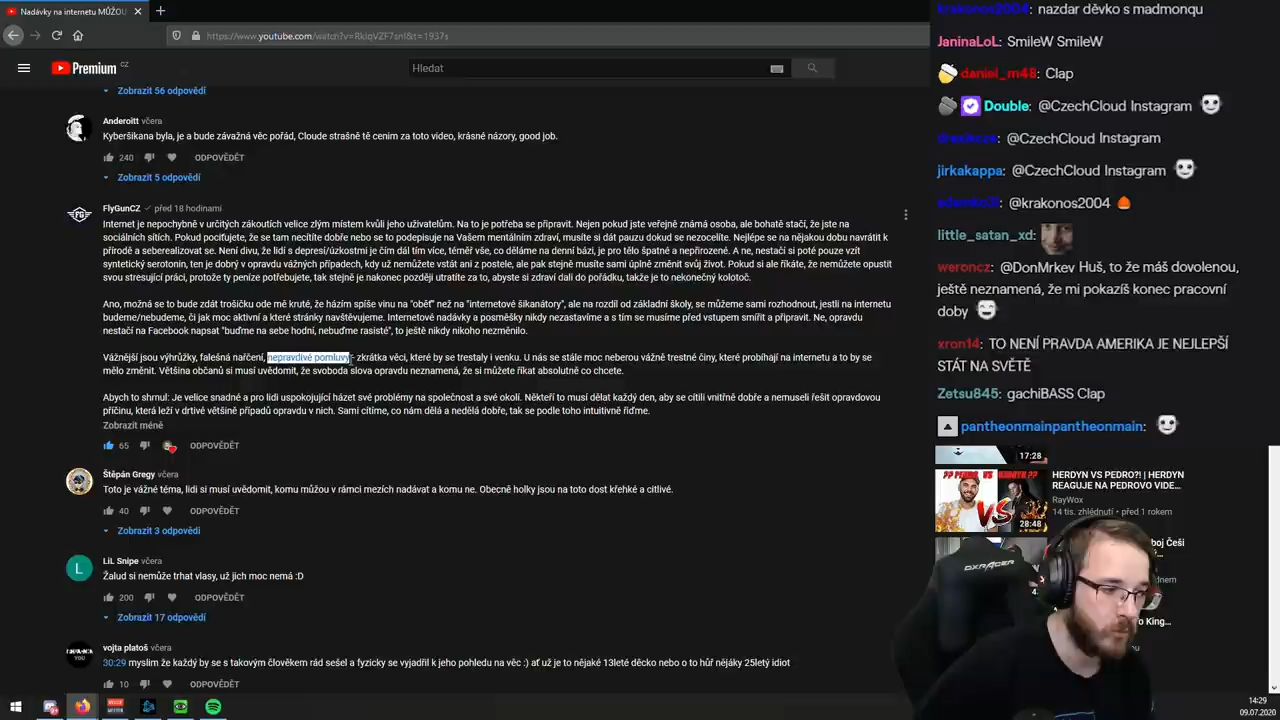 Nadávky na internetu MŮŽOU
https://www.youtube.com/watch?v=RkIqVZF7snI&t=1937s
Premium CZ
Hledat
Zobrazit 56 odpovědí
Anderoitt včera
Kyberšikana byla, je a bude závažná věc pořád, Cloude strašně tě cenim za toto video, krásné názory, good job.
240 ODPOVĚDĚT
Zobrazit 5 odpovědí
FlyGunCZ před 18 hodinami
Internet je nepochybně v určitých zákoutích velice zlým místem kvůli jeho uživatelům. Na to je potřeba se připravit. Nejen pokud jste veřejně známá osoba, ale bohatě stačí, že jste na
sociálních sítích. Pokud pociťujete, že se tam necítíte dobře nebo se to podepisuje na Vašem mentálním zdraví, musíte si dát pauzu dokud se nezocelíte. Nejlépe se na nějakou dobu navrátit k
přírodě a seberealizovat se. Není divu, že lidí s depresí/úzkostmi je čím dál tím více, téměř vše, co děláme na denní bázi, je pro tělo špatné a nepřirozené. A ne, nestačí si poté pouze vzít
syntetický serotonin, ten je dobrý v opravdu vážných případech, kdy už nemůžete vstát ani z postele, ale pak stejně musíte sami úplně změnit svůj život. Pokud si ale říkáte, že nemůžete opustit
svou stresující práci, protože ty peníze potřebujete, tak stejně je nakonec později utratíte za to, abyste si zdraví dali do pořádku, takže je to nekonečný kolotoč.
Ano, možná se to bude zdát trošičku ode mě kruté, že házím spíše vinu na "oběť" než na "internetové šikanátory", ale na rozdíl od základní školy, se můžeme sami rozhodnout, jestli na internetu
budeme/nebudeme, či jak moc aktivní a které stránky navštěvujeme. Internetové nadávky a posměšky nikdy nezastavíme a s tím se musíme před vstupem smířit a připravit. Ne, opravdu
nestačí na Facebook napsat "buďme na sebe hodní, nebuďme rasisté", to ještě nikdy nikoho nezměnilo.
Vážnější jsou výhrůžky, falešná nařčení, nepravdivé pomluvy - zkrátka věci, které by se trestaly i venku. U nás se stále moc neberou vážně trestné činy, které probíhají na internetu a to by se
mělo změnit. Většina občanů si musí uvědomit, že svoboda slova opravdu neznamená, že si můžete říkat absolutně co chcete.
Abych to shrnul: Je velice snadné a pro lidi uspokojující házet své problémy na společnost a své okolí. Někteří to musí dělat každý den, aby se cítili vnitřně dobře a nemuseli řešit opravdovou
příčinu, která leží v drtivé většině případů opravdu v nich. Sami cítíme, co nám dělá a nedělá dobře, tak se podle toho intuitivně řiďme.
Zobrazit méně
65 ODPOVĚDĚT
Štěpán Gregy včera
Toto je vážné téma, lidi si musí uvědomit, komu můžou v rámci mezích nadávat a komu ne. Obecně holky jsou na toto dost křehké a citlivé.
40 ODPOVĚDĚT
Zobrazit 3 odpovědi
L
LiL Snipe včera
Žalud si nemůže trhat vlasy, už jich moc nemá :D
200 ODPOVĚDĚT
Zobrazit 17 odpovědí
vojta platoš včera
30:29 myslim že každý by se s takovým člověkem rád sešel a fyzicky se vyjadřil k jeho pohledu na věc :) ať už je to nějaké 13leté děcko nebo o to hůř nějáky 25letý idiot
10 ODPOVĚDĚT
krakonos2004: nazdar děvko s madmonqu
JaninaLoL: SmileW SmileW
daniel_m48: Clap
Double: @CzechCloud Instagram
@CzechCloud Instagram
jirkakappa: @CzechCloud Instagram
@krakonos2004
little_satan_xd:
weroncz: @DonMrkev Huš, to že máš dovolenou,
ještě neznamená, že mi pokazíš konec pracovní
doby
xron14: TO NENÍ PRAVDA AMERIKA JE NEJLEPŠÍ
STÁT NA SVĚTĚ
Zetsu845: gachiBASS Clap
pantheonmainpantheonmain:
17:28
HERDYN VS PEDRO?! | HERDYN
REAGUJE NA PEDROVO VIDE...
RayWox
14 tis. zhlédnutí • před 1 rokem
VS
28:48
boj Češi
DXRACER
King...
14:29
09.07.2020